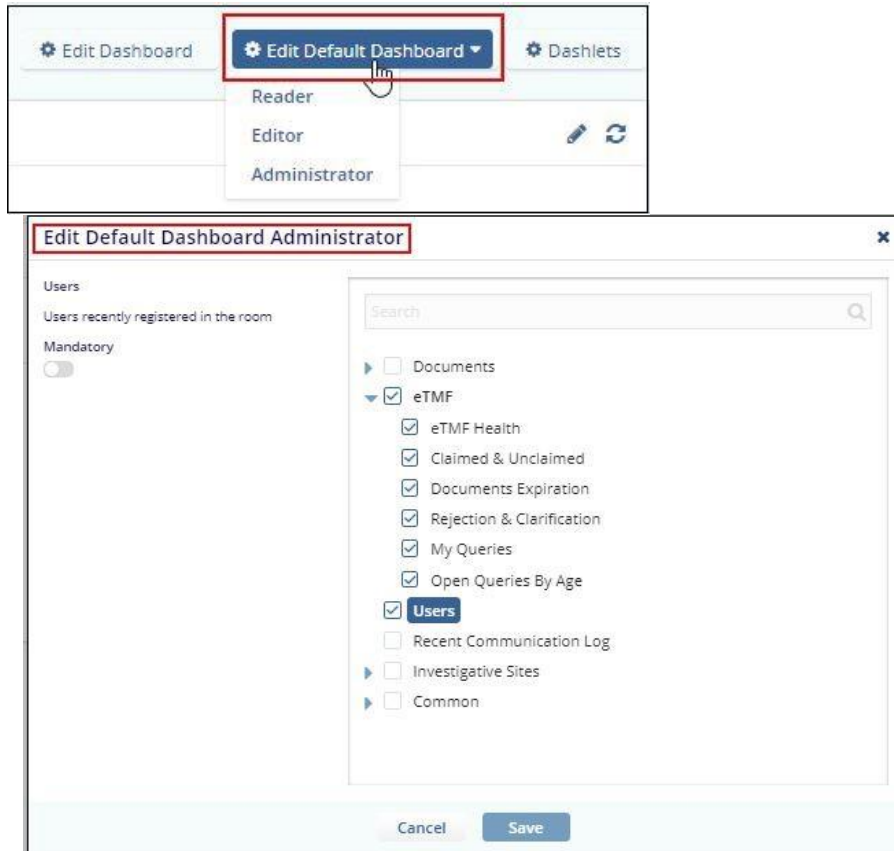 Edit Dashboard Edit Default Dashboard Dashlets
Reader
Editor
Administrator
Edit Default Dashboard Administrator
Users
Users recently registered in the room
Mandatory
Search
Documents
eTMF
eTMF Health
Claimed & Unclaimed
Documents Expiration
Rejection & Clarification
My Queries
Open Queries By Age
Users
Recent Communication Log
Investigative Sites
Common
Cancel Save